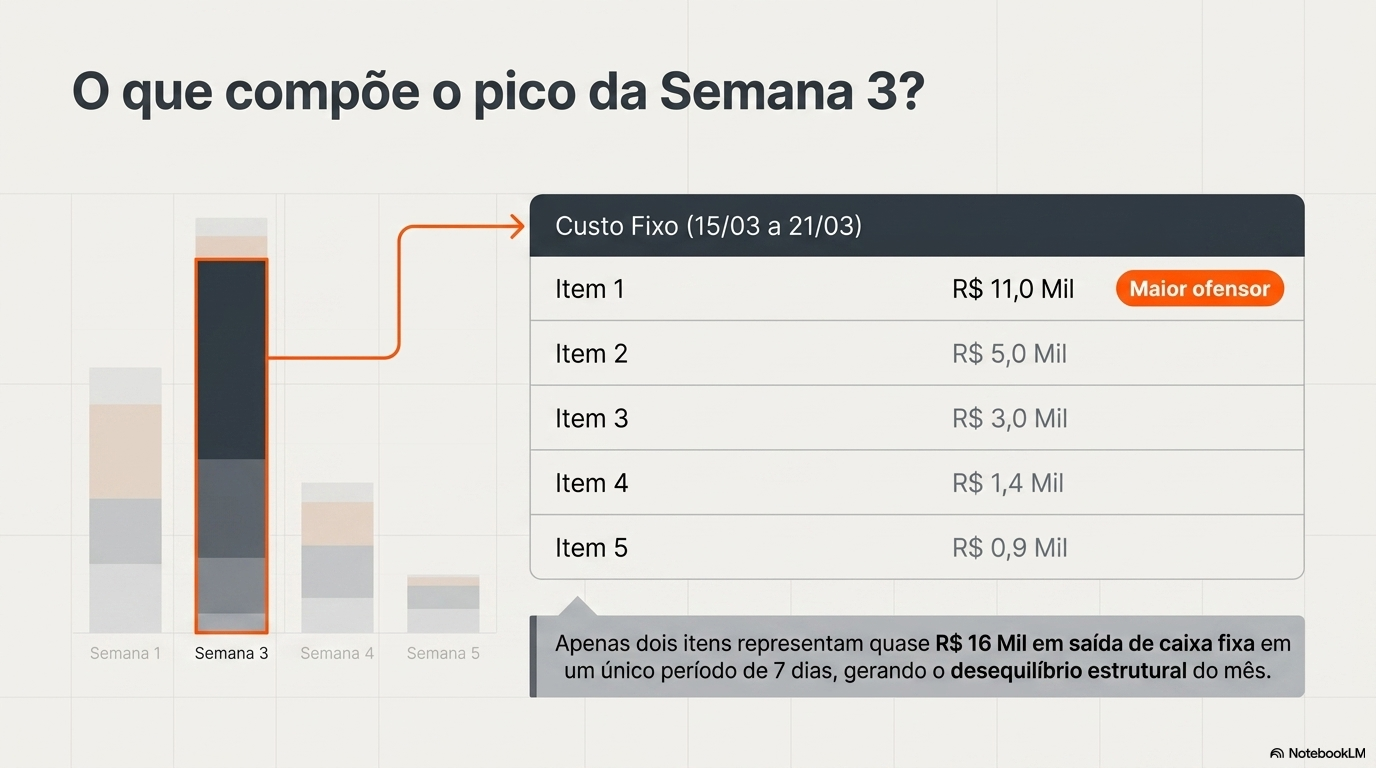 O que compõe o pico da Semana 3?
Semana 1
Semana 3
Semana 4
Semana 5
Custo Fixo (15/03 a 21/03)
Item 1 R$ 11,0 Mil Maior ofensor
Item 2 R$ 5,0 Mil
Item 3 R$ 3,0 Mil
Item 4 R$ 1,4 Mil
Item 5 R$ 0,9 Mil
Apenas dois itens representam quase R$ 16 Mil em saída de caixa fixa em
um único período de 7 dias, gerando o desequilíbrio estrutural do mês.
NotebookLM